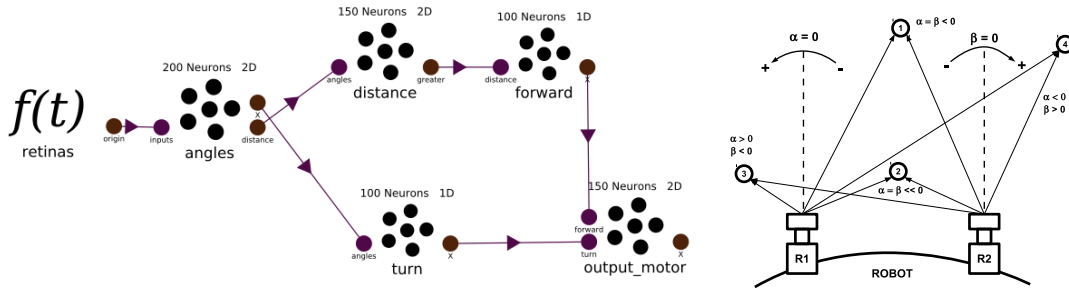 150 Neurons 2D
angles
greater
distance
100 Neurons 1D
distance
X
forward
200 Neurons 2D
f(t)
retinas
origin
inputs
X
distance
angles
100 Neurons 1D
angles
X
turn
150 Neurons 2D
forward
turn
X
output_motor
α = β < 0
1
α = 0
+
-
β = 0
-
+
4
α < 0
β > 0
α > 0
β < 0
3
2
α = β << 0
R1
ROBOT
R2